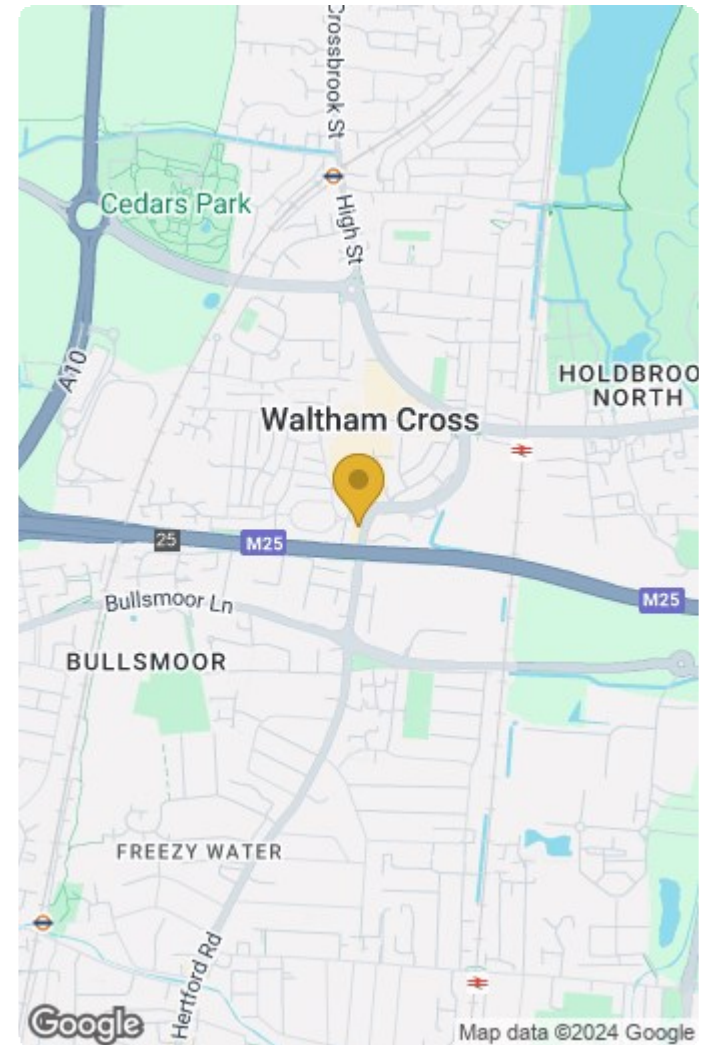 Crossbrook St
Cedars Park
High St
A10
HOLDBROO
NORTH
Waltham Cross
25
M25
M25
Bullsmoor Ln
BULLSMOOR
FREEZY WATER
Hertford Rd
Google
Map data ©2024 Google